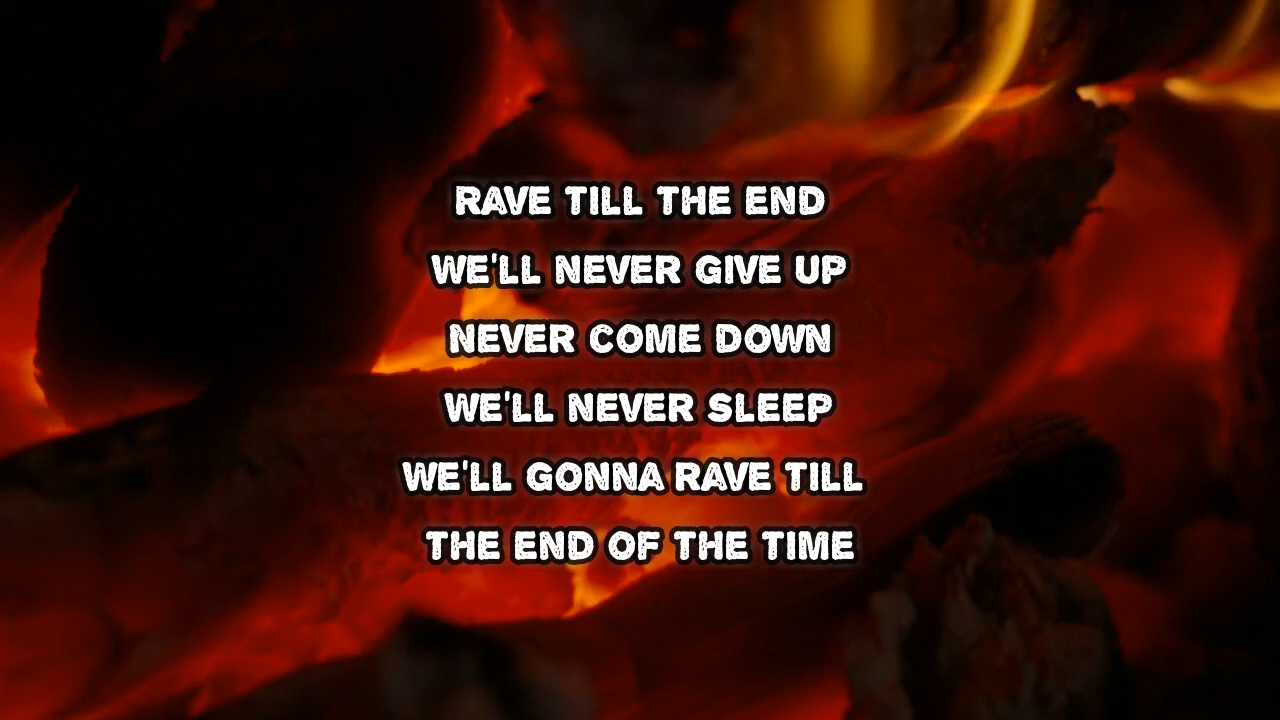 RAVE TILL THE END
WE'LL NEVER GIVE UP
NEVER COME DOWN
WE'LL NEVER SLEEP
WE'LL GONNA RAVE TILL
THE END OF THE TIME